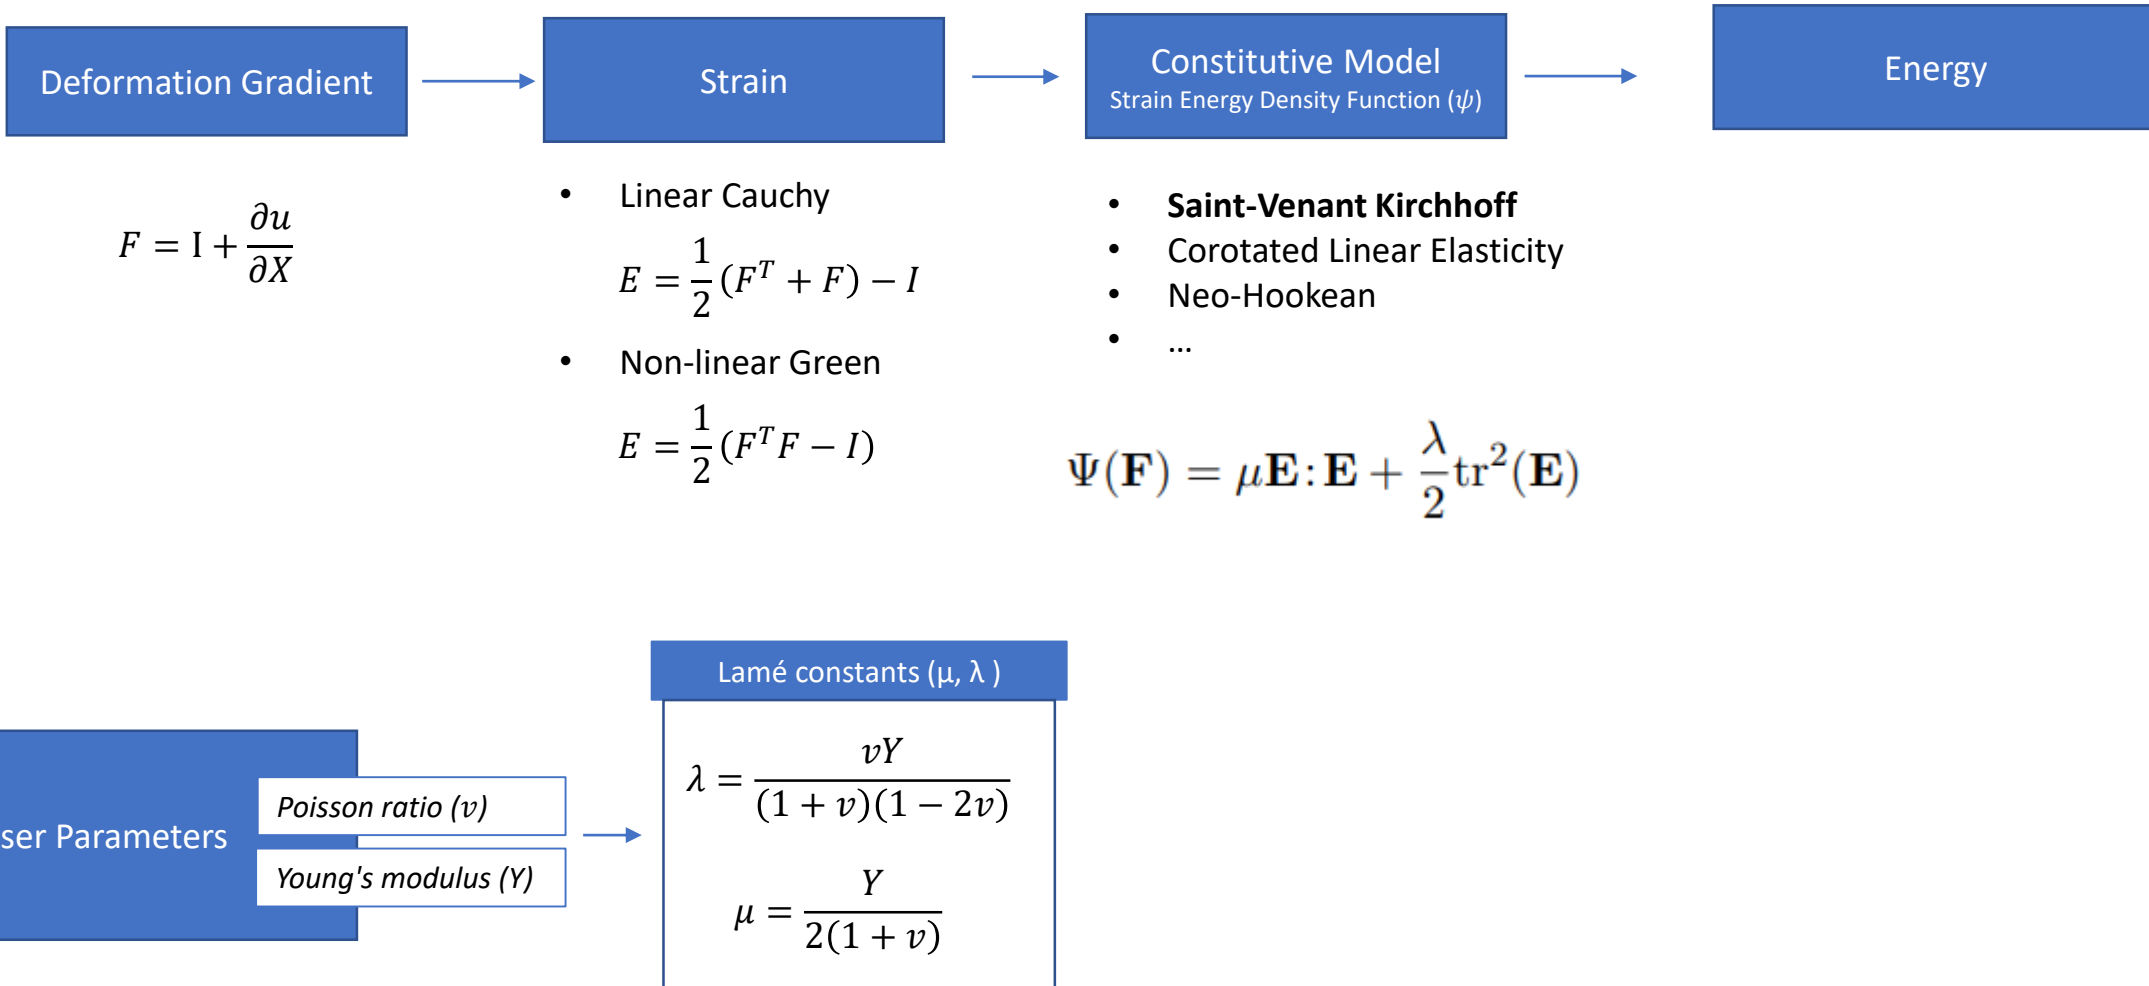 Deformation Gradient
Strain
Constitutive Model
Strain Energy Density Function (ψ)
Energy
F = I + ∂u/∂X
• Linear Cauchy
E = 1/2 (F^T + F) − I
• Non-linear Green
E = 1/2 (F^T F − I)
• Saint-Venant Kirchhoff
• Corotated Linear Elasticity
• Neo-Hookean
• ...
Ψ(F) = μE:E + λ/2 tr²(E)
ser Parameters
Poisson ratio (v)
Young's modulus (Y)
Lamé constants (μ, λ )
λ = vY/((1 + v)(1 − 2v))
μ = Y/(2(1 + v))